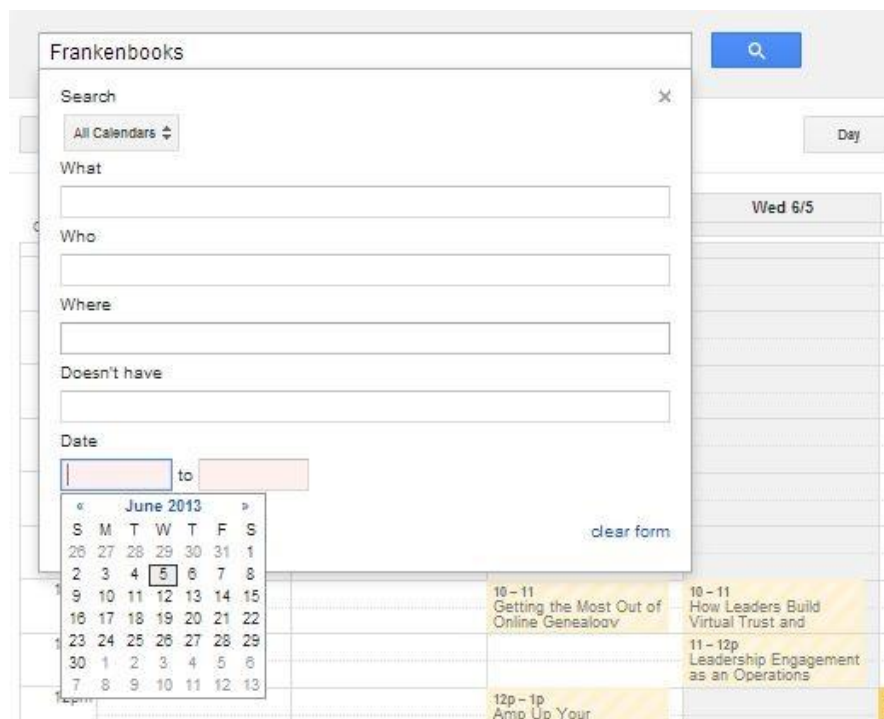 Frankenbooks
Search
×
All Calendars
Day
What
Wed 6/5
Who
Where
Doesn't have
Date
to
« June 2013 »
S M T W T F S
26 27 28 29 30 31 1
2 3 4 5 6 7 8
9 10 11 12 13 14 15
16 17 18 19 20 21 22
23 24 25 26 27 28 29
30 1 2 3 4 5 6
7 8 9 10 11 12 13
clear form
10 – 11
Getting the Most Out of
Online Genealogy
10 – 11
How Leaders Build
Virtual Trust and
11 – 12p
Leadership Engagement
as an Operations
12pm
12p – 1p
Amp Up Your